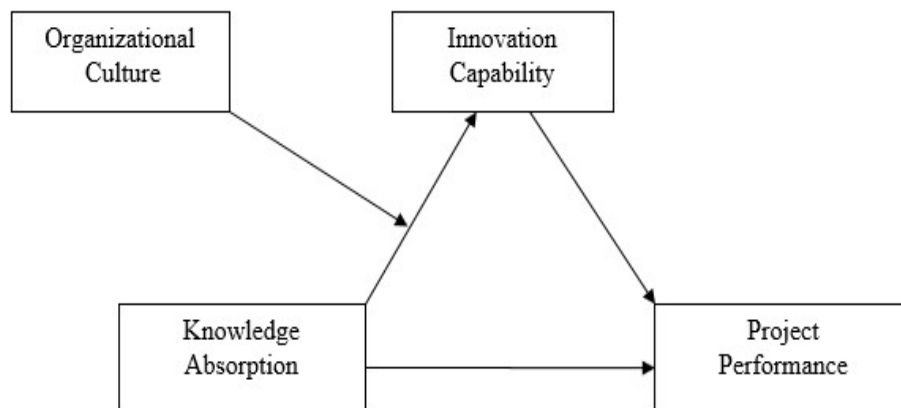 Organizational
Culture
Innovation
Capability
Knowledge
Absorption
Project
Performance